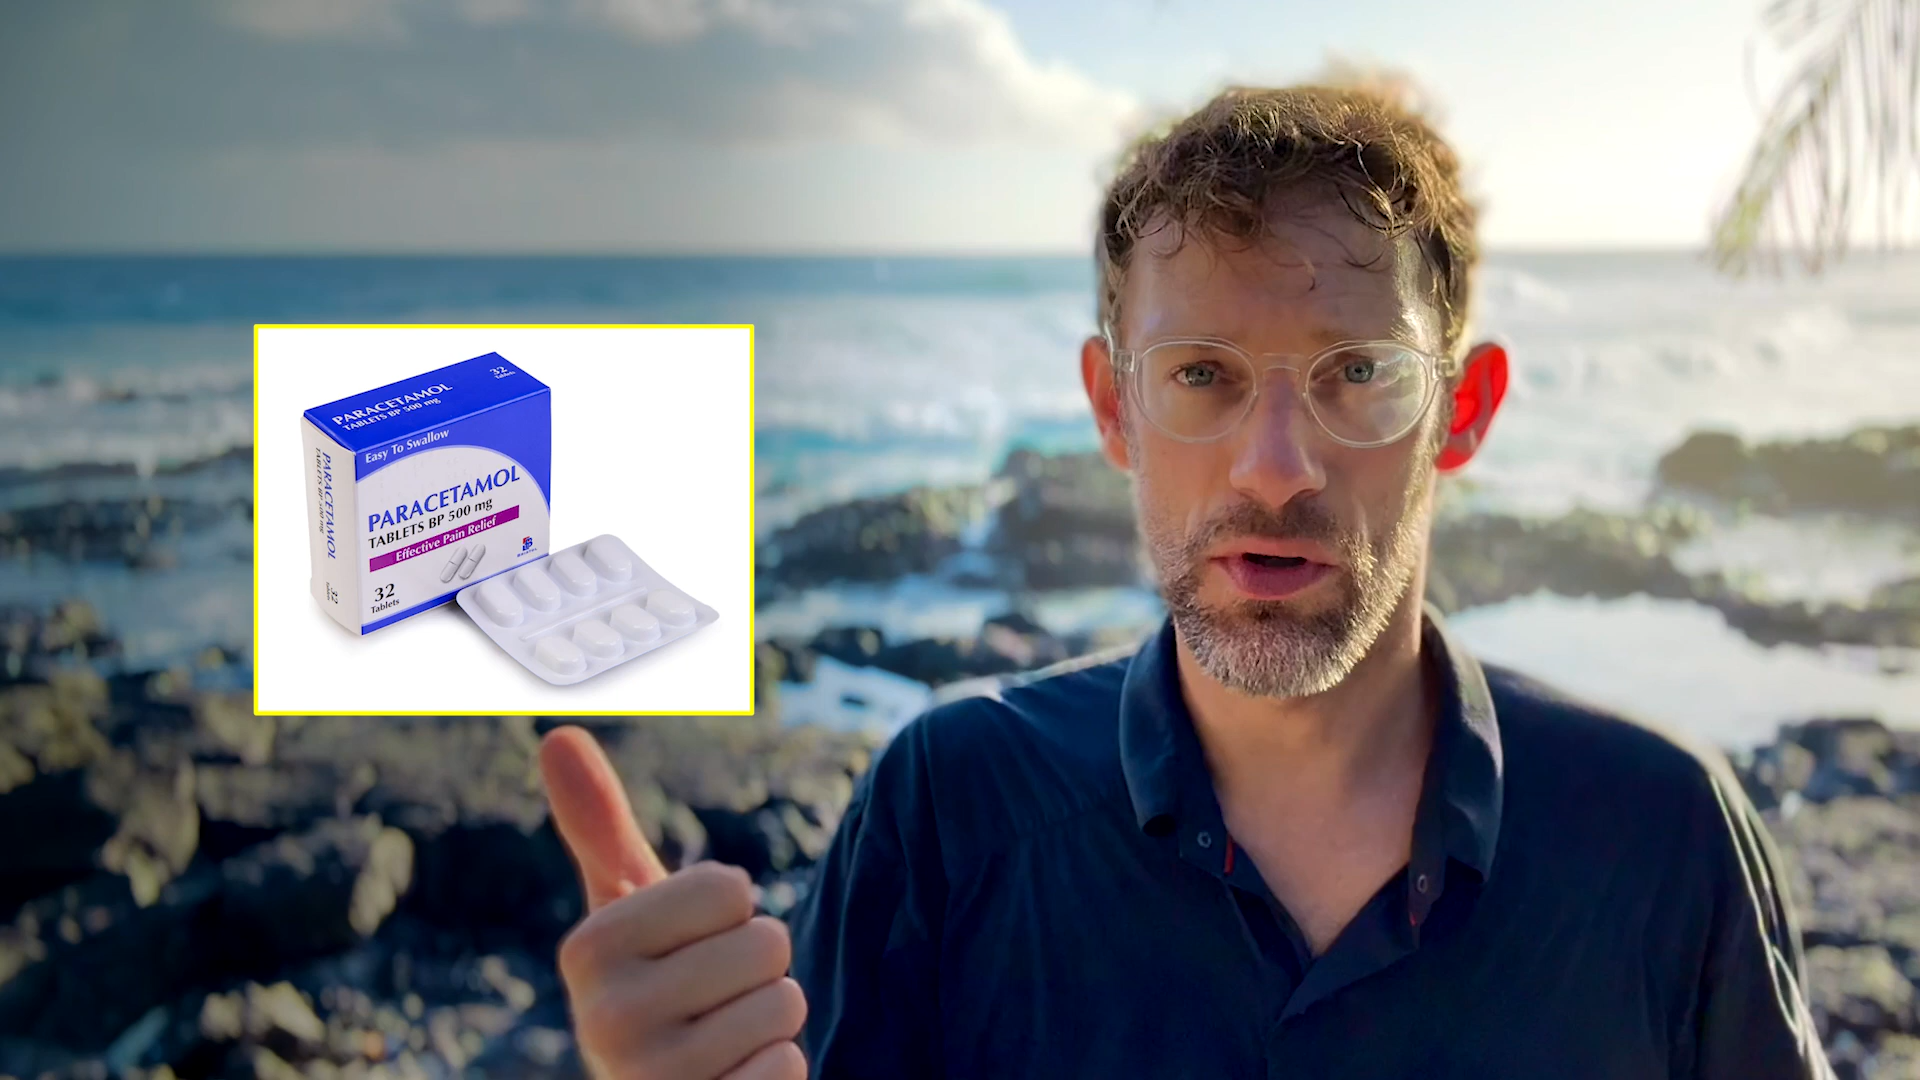 PARACETAMOL
TABLETS BP 500 mg
32
Tablets
Easy To Swallow
PARACETAMOL
TABLETS BP 500 mg
Effective Pain Relief
32
Tablets
BRISTOL
PARACETAMOL
TABLETS BP 500 mg
32
Tablets